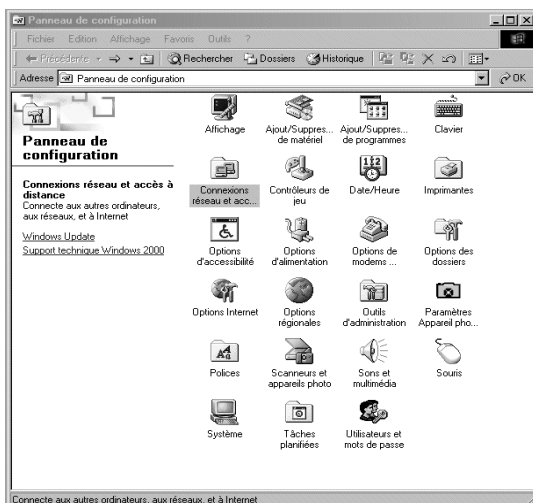 Panneau de configuration
Fichier Edition Affichage Favoris Outils ?
Précédente Rechercher Dossiers Historique
Adresse Panneau de configuration OK
Panneau de
configuration
Connexions réseau et accès à
distance
Connecte aux autres ordinateurs,
aux réseaux, et à Internet
Windows Update
Support technique Windows 2000
Affichage
Ajout/Suppres...
de matériel
Ajout/Suppres...
de programmes
Clavier
Connexions
réseau et acc...
Contrôleurs de
jeu
Date/Heure
Imprimantes
Options
d'accessibilité
Options
d'alimentation
Options de
modems ...
Options des
dossiers
Options Internet
Options
régionales
Outils
d'administration
Paramètres
Appareil pho...
Polices
Scanneurs et
appareils photo
Sons et
multimédia
Souris
Système
Tâches
planifiées
Utilisateurs et
mots de passe
Connecte aux autres ordinateurs, aux réseaux, et à Internet